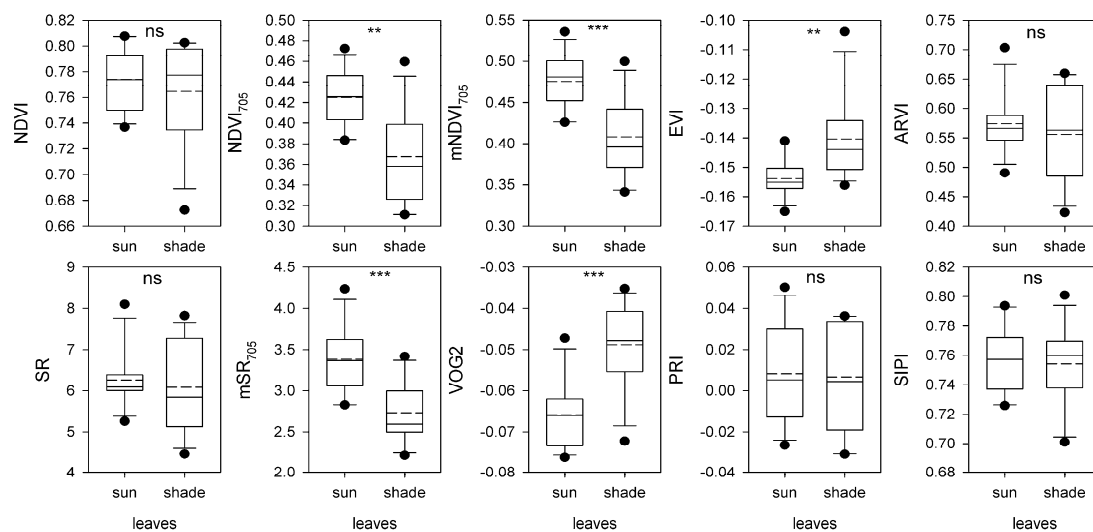 NDVI
0.82
0.80
0.78
0.76
0.74
0.72
0.70
0.68
0.66
ns
sun shade
NDVI705
0.50
0.48
0.46
0.44
0.42
0.40
0.38
0.36
0.34
0.32
0.30
**
sun shade
mNDVI705
0.55
0.50
0.45
0.40
0.35
0.30
***
sun shade
EVI
-0.10
-0.11
-0.12
-0.13
-0.14
-0.15
-0.16
-0.17
**
sun shade
ARVI
0.75
0.70
0.65
0.60
0.55
0.50
0.45
0.40
ns
sun shade
SR
9
8
7
6
5
4
ns
sun shade
leaves
mSR705
4.5
4.0
3.5
3.0
2.5
2.0
***
sun shade
leaves
VOG2
-0.03
-0.04
-0.05
-0.06
-0.07
-0.08
***
sun shade
leaves
PRI
0.06
0.04
0.02
0.00
-0.02
-0.04
ns
sun shade
leaves
SIPI
0.82
0.80
0.78
0.76
0.74
0.72
0.70
0.68
ns
sun shade
leaves